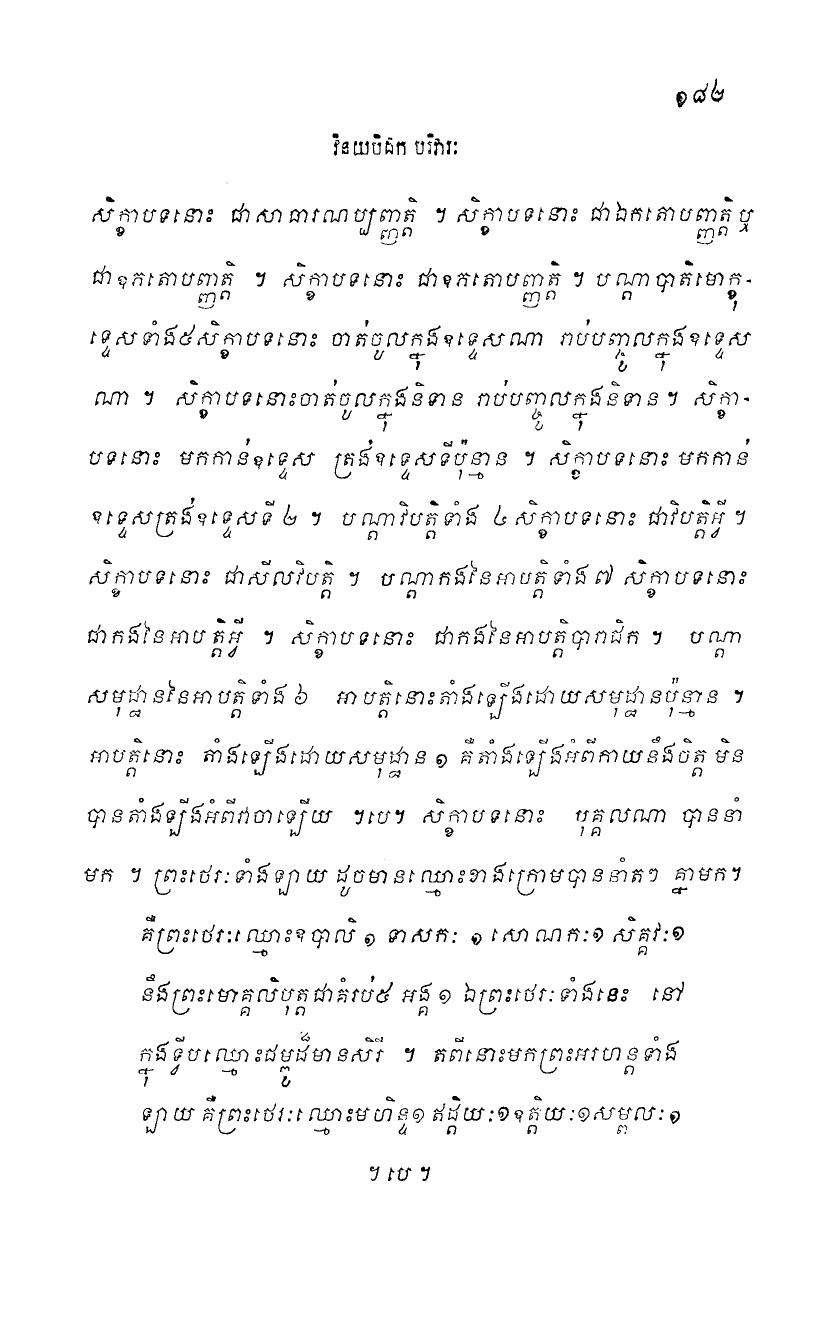 ១៨២
វិនយបិដក បរិវារៈ
សិក្ខាបទនោះ ជាសាធារណប្បញ្ញត្តិ ។ សិក្ខាបទនោះ ជាឯកតោបញ្ញត្តិឬ
ជាឧភតោបញ្ញត្តិ ។ សិក្ខាបទនោះ ជាឧភតោបញ្ញត្តិ ។ បណ្តាបាតិមោក្ខុ-
ទ្ទេសទាំង៥សិក្ខាបទនោះ ចាត់ចូលក្នុងឧទ្ទេសណា រាប់បញ្ចូលក្នុងឧទ្ទេស
ណា ។ សិក្ខាបទនោះចាត់ចូលក្នុងនិទាន រាប់បញ្ចូលក្នុងនិទាន ។ សិក្ខា-
បទនោះ មកកាន់ឧទ្ទេស ត្រង់ឧទ្ទេសទីប៉ុន្មាន ។ សិក្ខាបទនោះ មកកាន់
ឧទ្ទេសត្រង់ឧទ្ទេសទី ២ ។ បណ្តាវិបត្តិទាំង ៤ សិក្ខាបទនោះ ជាវិបត្តិអ្វី ។
សិក្ខាបទនោះ ជាសីលវិបត្តិ ។ បណ្តាកងនៃអាបត្តិទាំង ៧ សិក្ខាបទនោះ
ជាកងនៃអាបត្តិអ្វី ។ សិក្ខាបទនោះ ជាកងនៃអាបត្តិបារាជិក ។ បណ្តា
សមុដ្ឋាននៃអាបត្តិទាំង ៦ អាបត្តិនោះតាំងឡើងដោយសមុដ្ឋានប៉ុន្មាន ។
អាបត្តិនោះ តាំងឡើងដោយសមុដ្ឋាន ១ គឺតាំងឡើងអំពីកាយនឹងចិត្ត មិន
បានតាំងឡើងអំពីវាចាឡើយ ។បេ។ សិក្ខាបទនោះ បុគ្គលណា បាននាំ
មក ។ ព្រះថេរៈទាំងឡាយ ដូចមានឈ្មោះខាងក្រោមបាននាំតៗ គ្នាមក។
គឺព្រះថេរៈឈ្មោះឧបាលិ ១ ទាសកៈ ១ សោណកៈ១ សិគ្គវៈ១
នឹងព្រះមោគ្គលិបុត្តជាគំរប់៥ អង្គ ១ ឯព្រះថេរៈទាំងនេះ នៅ
ក្នុងទ្វីបឈ្មោះជម្ពូដ៏មានសិរី ។ តពីនោះមកព្រះអរហន្តទាំង
ឡាយ គឺព្រះថេរៈឈ្មោះមហិន្ទ១ ឥដ្ដិយៈ១ឧត្តិយៈ១សម្ពលៈ១
។ បេ ។